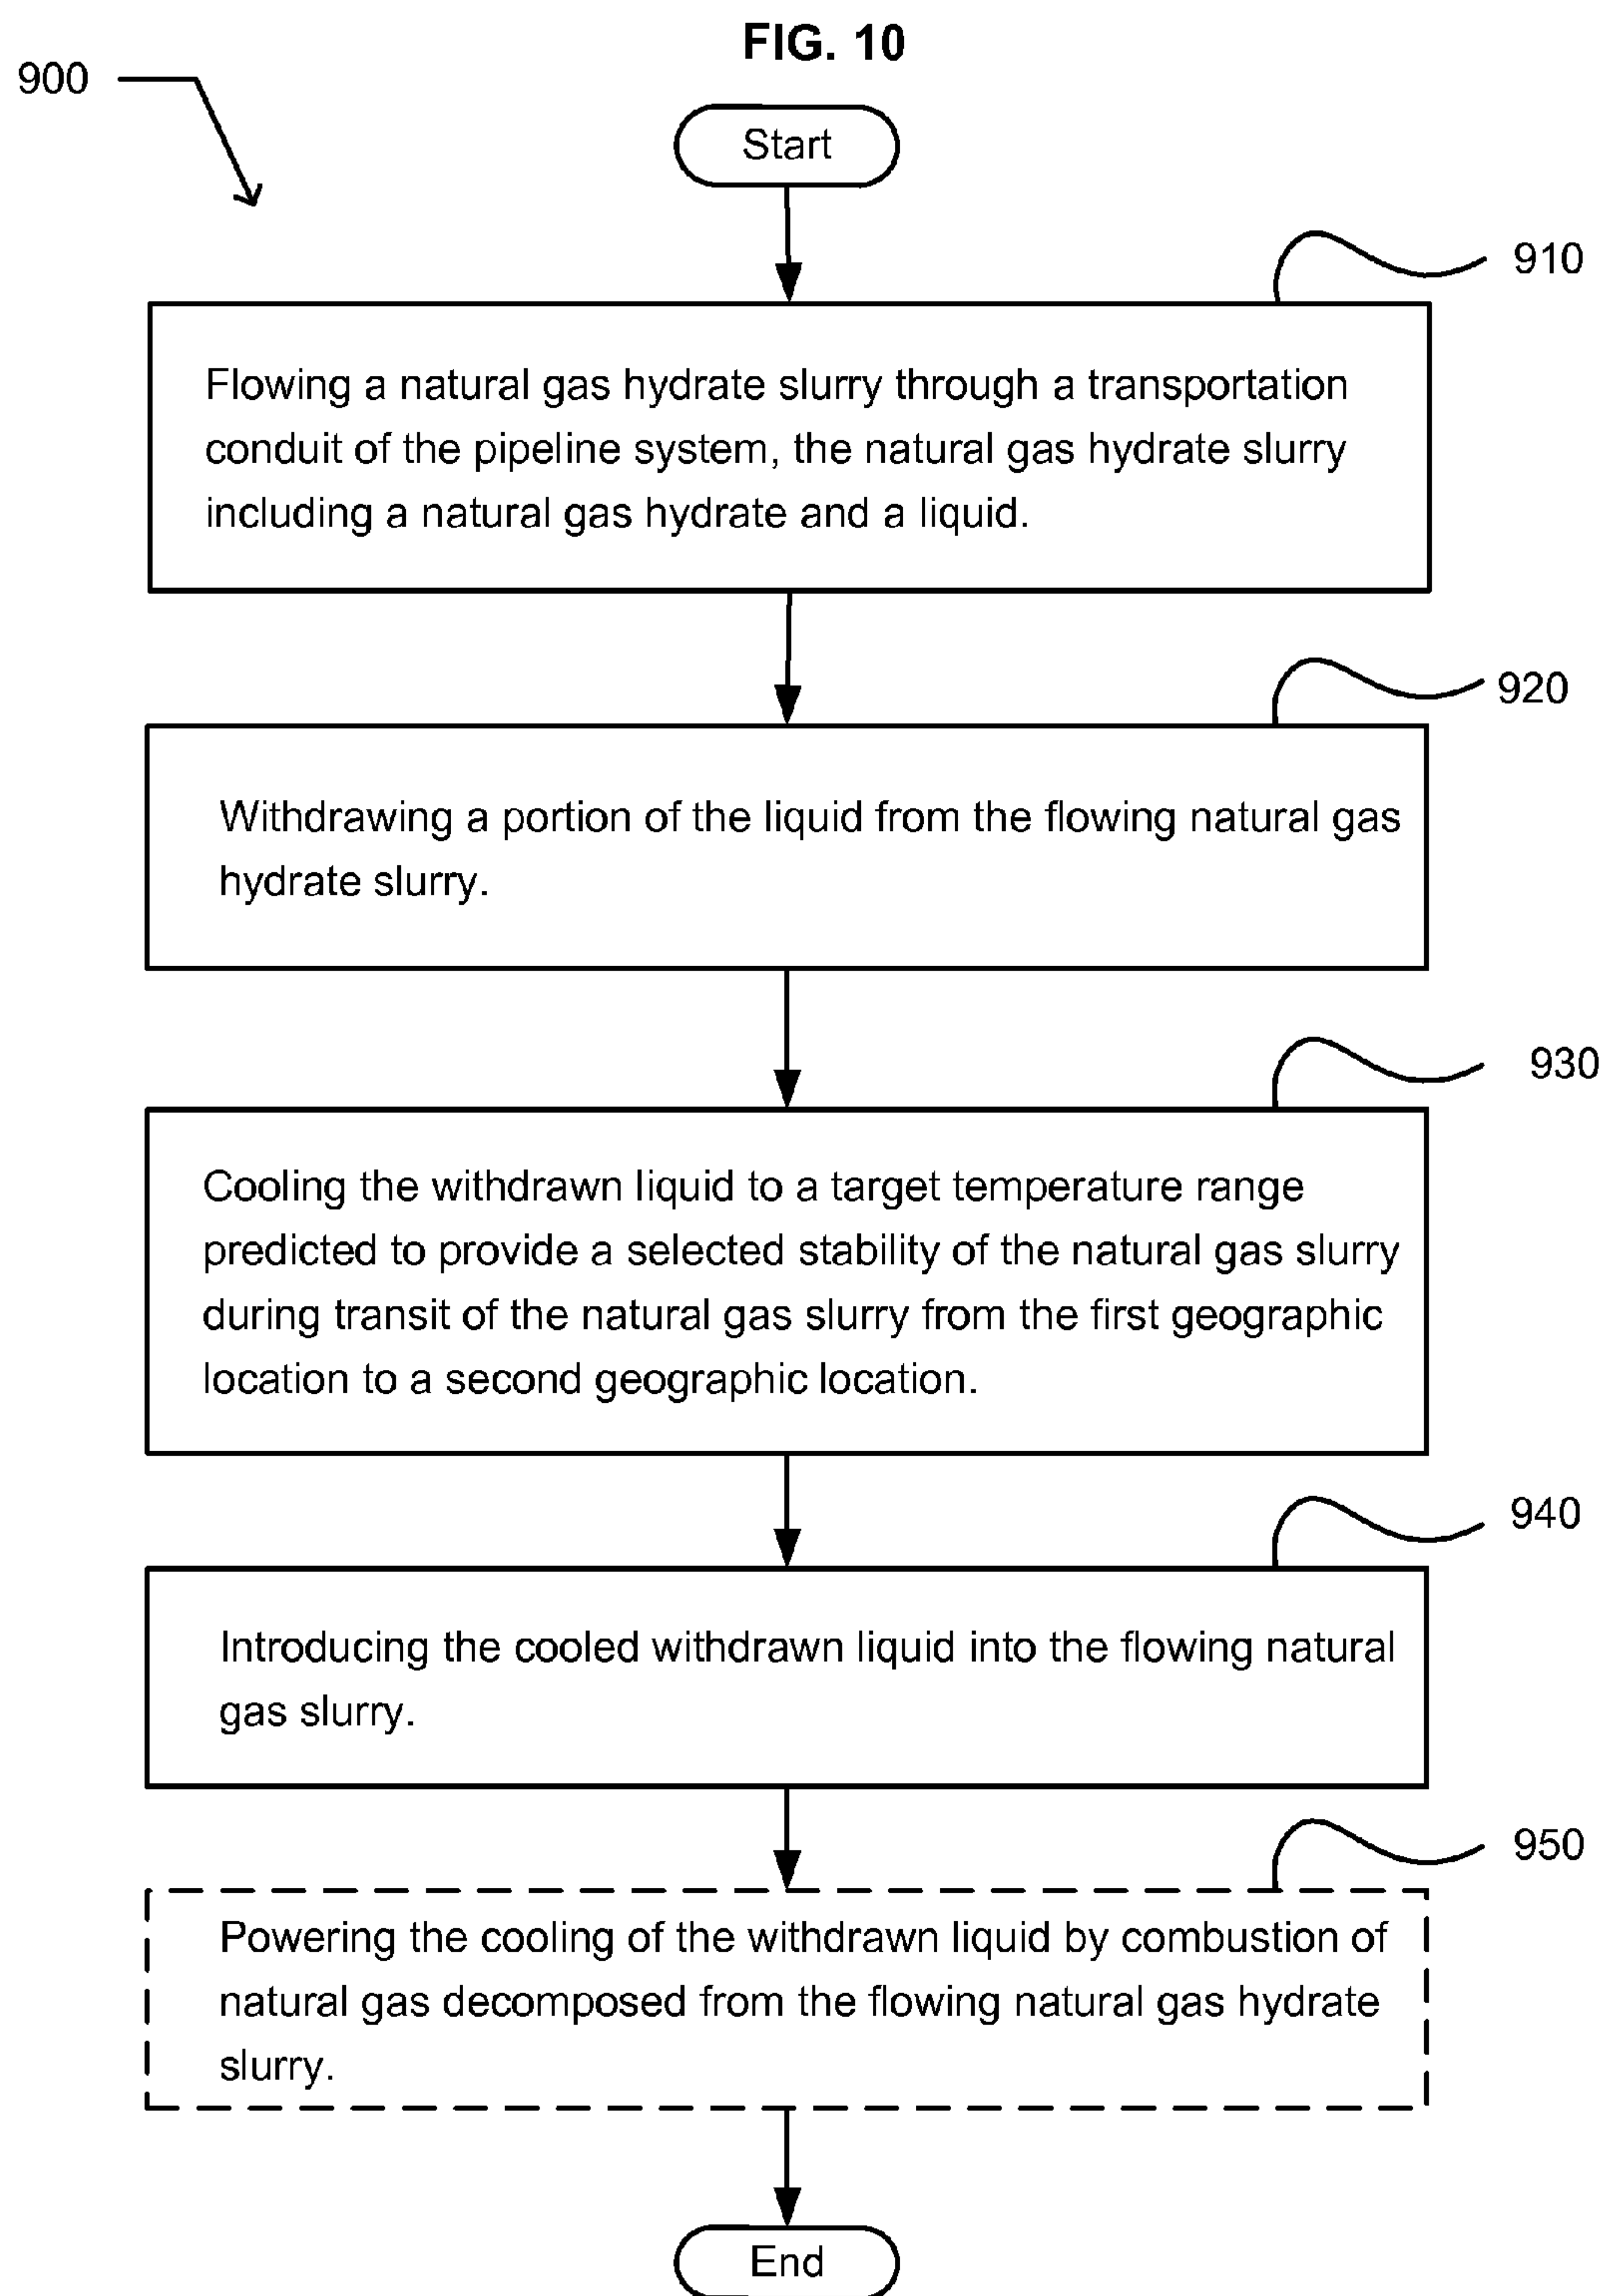 FIG. 10
900
Start
910
Flowing a natural gas hydrate slurry through a transportation
conduit of the pipeline system, the natural gas hydrate slurry
including a natural gas hydrate and a liquid.
920
Withdrawing a portion of the liquid from the flowing natural gas
hydrate slurry.
930
Cooling the withdrawn liquid to a target temperature range
predicted to provide a selected stability of the natural gas slurry
during transit of the natural gas slurry from the first geographic
location to a second geographic location.
940
Introducing the cooled withdrawn liquid into the flowing natural
gas slurry.
950
Powering the cooling of the withdrawn liquid by combustion of
natural gas decomposed from the flowing natural gas hydrate
slurry.
End